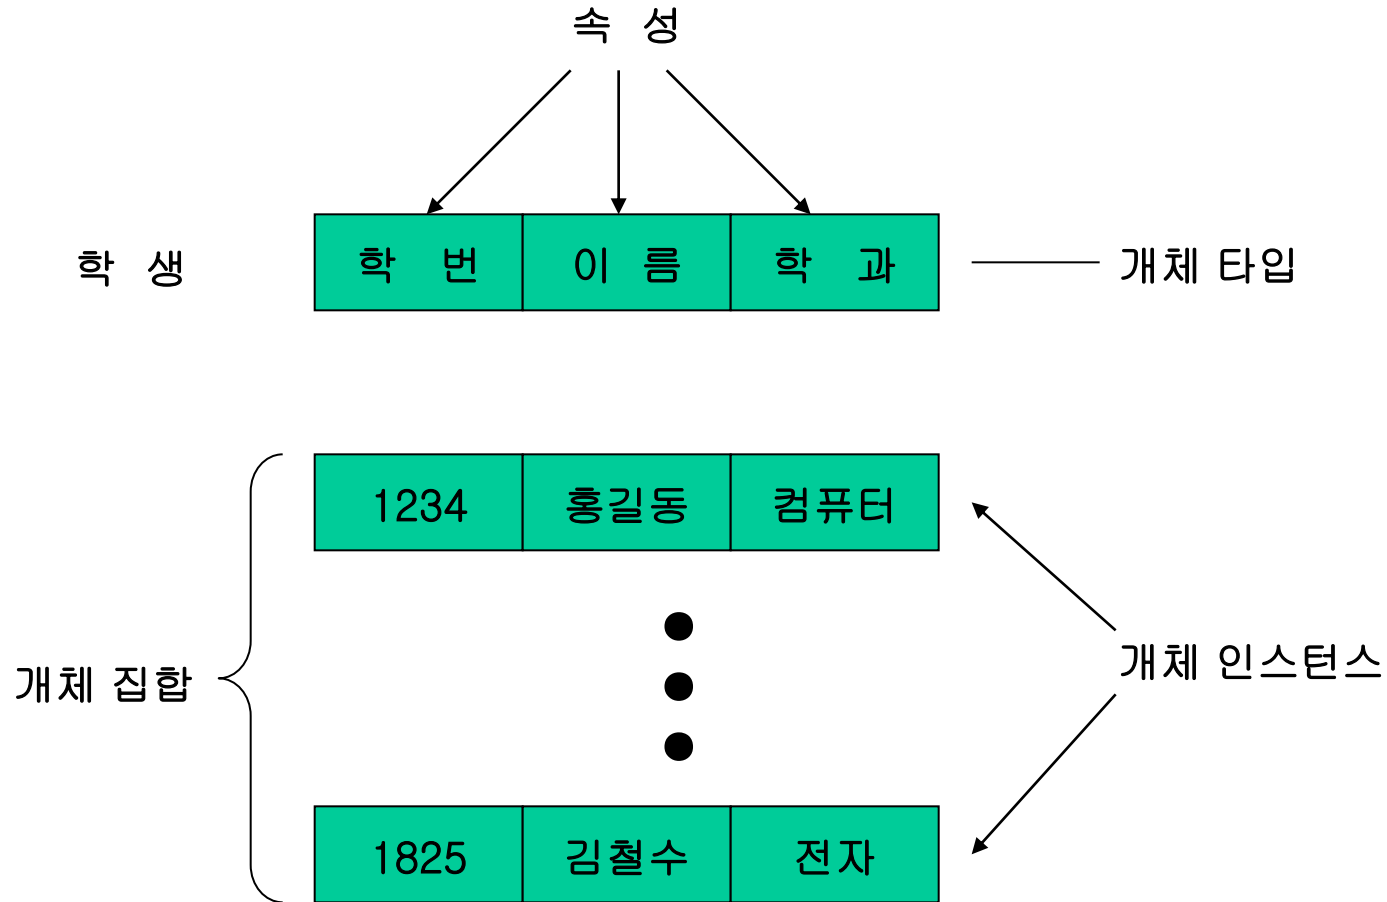 속 성
학 생
학 번 이 름 학 과
개체 타입
1234 홍길동 컴퓨터
개체 집합
개체 인스턴스
1825 김철수 전자